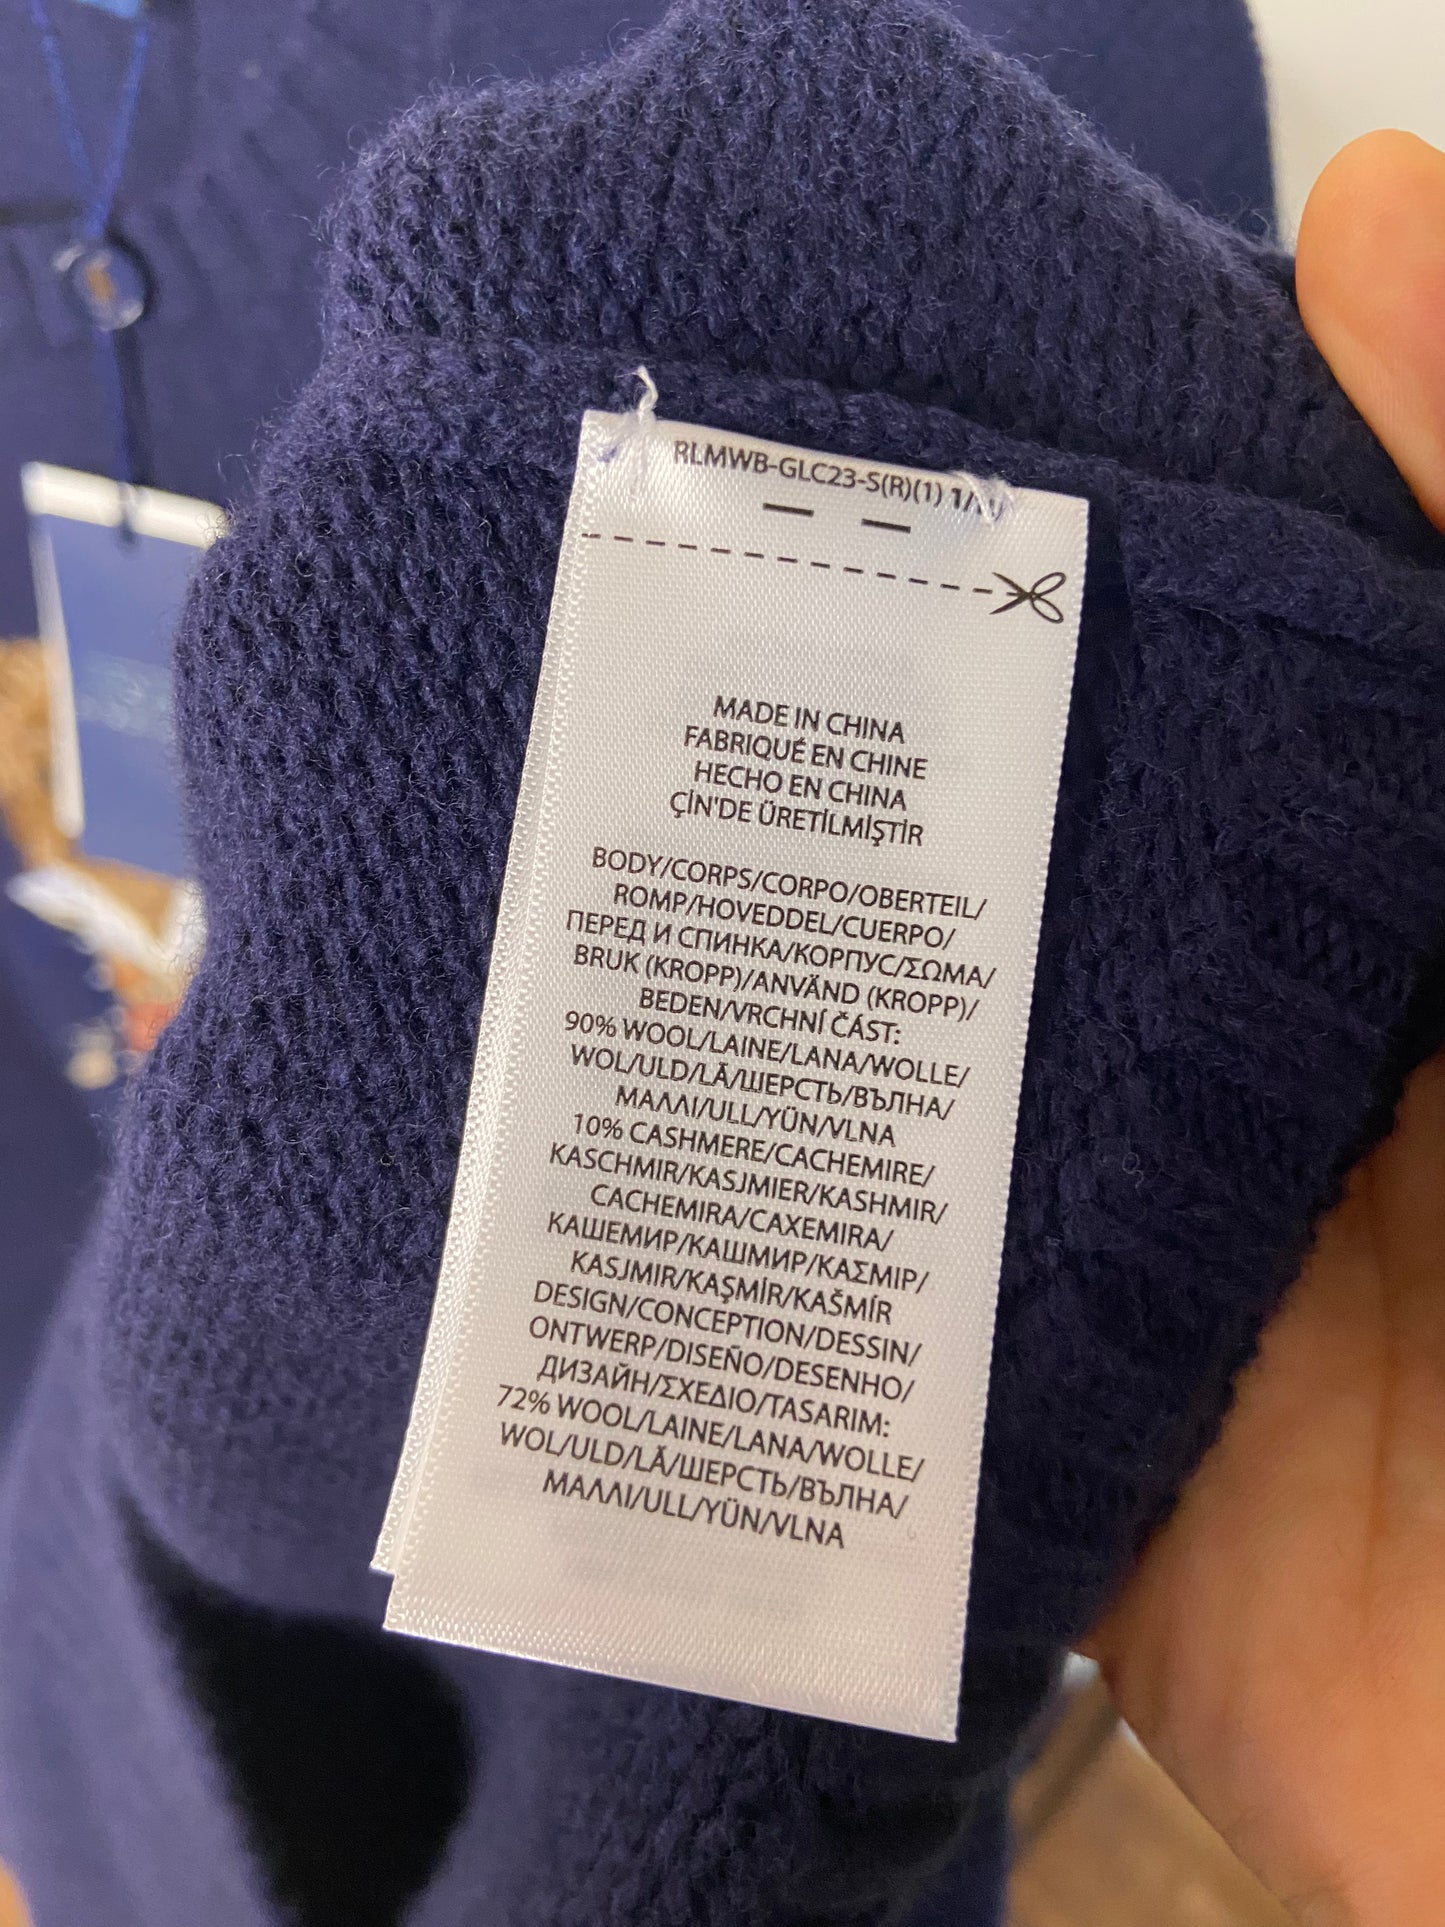 RLMWB-GLC23-S(R)(1)
MADE IN CHINA
FABRIQUÉ EN CHINE
HECHO EN CHINA
ÇİN'DE ÜRETİLMİŞTİR
BODY/CORPS/CORPO/OBERTEIL/
ROMP/HOVEDDEL/CUERPO/
ПЕРЕД И СПИНКА/КОРПУС/ΣΩΜΑ/
BRUK (KROPP)/ANVÄND (KROPP)/
BEDEN/VRCHNÍ ČÁST:
90% WOOL/LAINE/LANA/WOLLE/
WOL/ULD/LÃ/ШЕРСТЬ/ВЪЛНА/
ΜΑΛΛΙ/ULL/YÜN/VLNA
10% CASHMERE/CACHEMIRE/
KASCHMIR/KASJMIER/KASHMIR/
CACHEMIRA/CAXEMIRA/
КАШЕМИР/КАШМИР/ΚΑΣΜΙΡ/
KASJMIR/KAŞMİR/KAŠMÍR
DESIGN/CONCEPTION/DESSIN/
ONTWERP/DISEÑO/DESENHO/
ДИЗАЙН/ΣΧΕΔΙΟ/TASARIM:
72% WOOL/LAINE/LANA/WOLLE/
WOL/ULD/LÃ/ШЕРСТЬ/ВЪЛНА/
ΜΑΛΛΙ/ULL/YÜN/VLNA